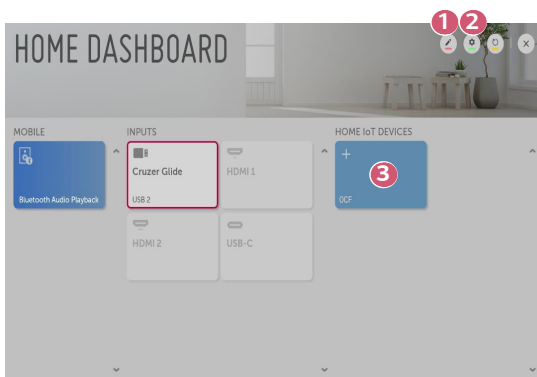 1 2
HOME DASHBOARD
MOBILE
INPUTS
HOME IoT DEVICES
Bluetooth Audio Playback
Cruzer Glide
USB 2
HDMI 1
HDMI 2
USB-C
3
OCF